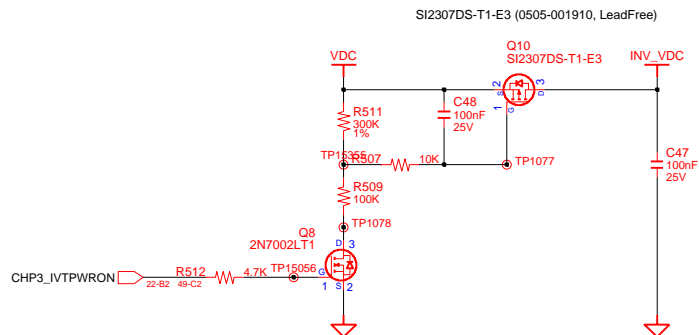 SI2307DS-T1-E3 (0505-001910, LeadFree)
Q10
SI2307DS-T1-E3
VDC
INV_VDC
2
S
D
3
1
G
C48
100nF
25V
R511
300K
1%
TP15355
R507
10K
TP1077
C47
100nF
25V
R509
100K
TP1078
Q8
2N7002LT1
D
3
CHP3_IVTPWRON
22-B2
49-C2
R512
4.7K
TP15056
G
1
S
2